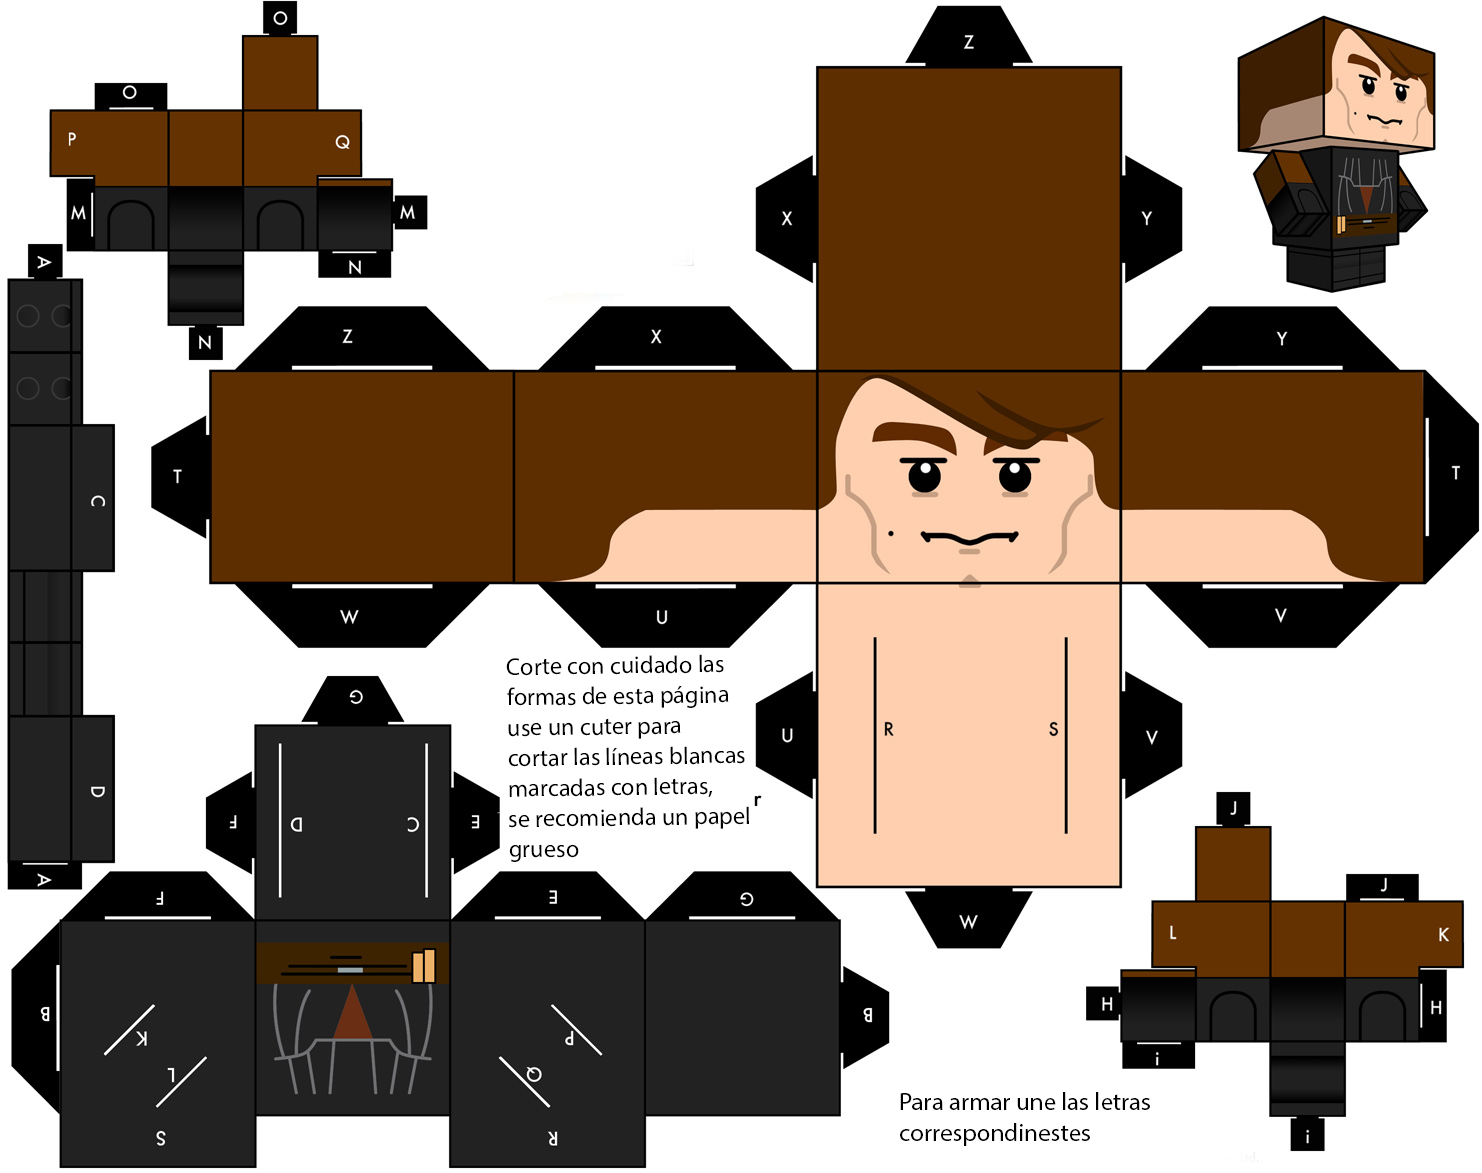 O
Z
O
P
Q
M
M
X
Y
N
A
N
Z
X
Y
T
T
C
W
U
V
Corte con cuidado las
formas de esta página
use un cuter para
cortar las líneas blancas
marcadas con letras,
se recomienda un papel r
grueso
G
U
R
S
V
D
F
D
C
E
J
A
F
E
G
J
W
L
K
B
K
P
B
H
H
L
Q
i
S
R
Para armar une las letras
correspondinestes
i